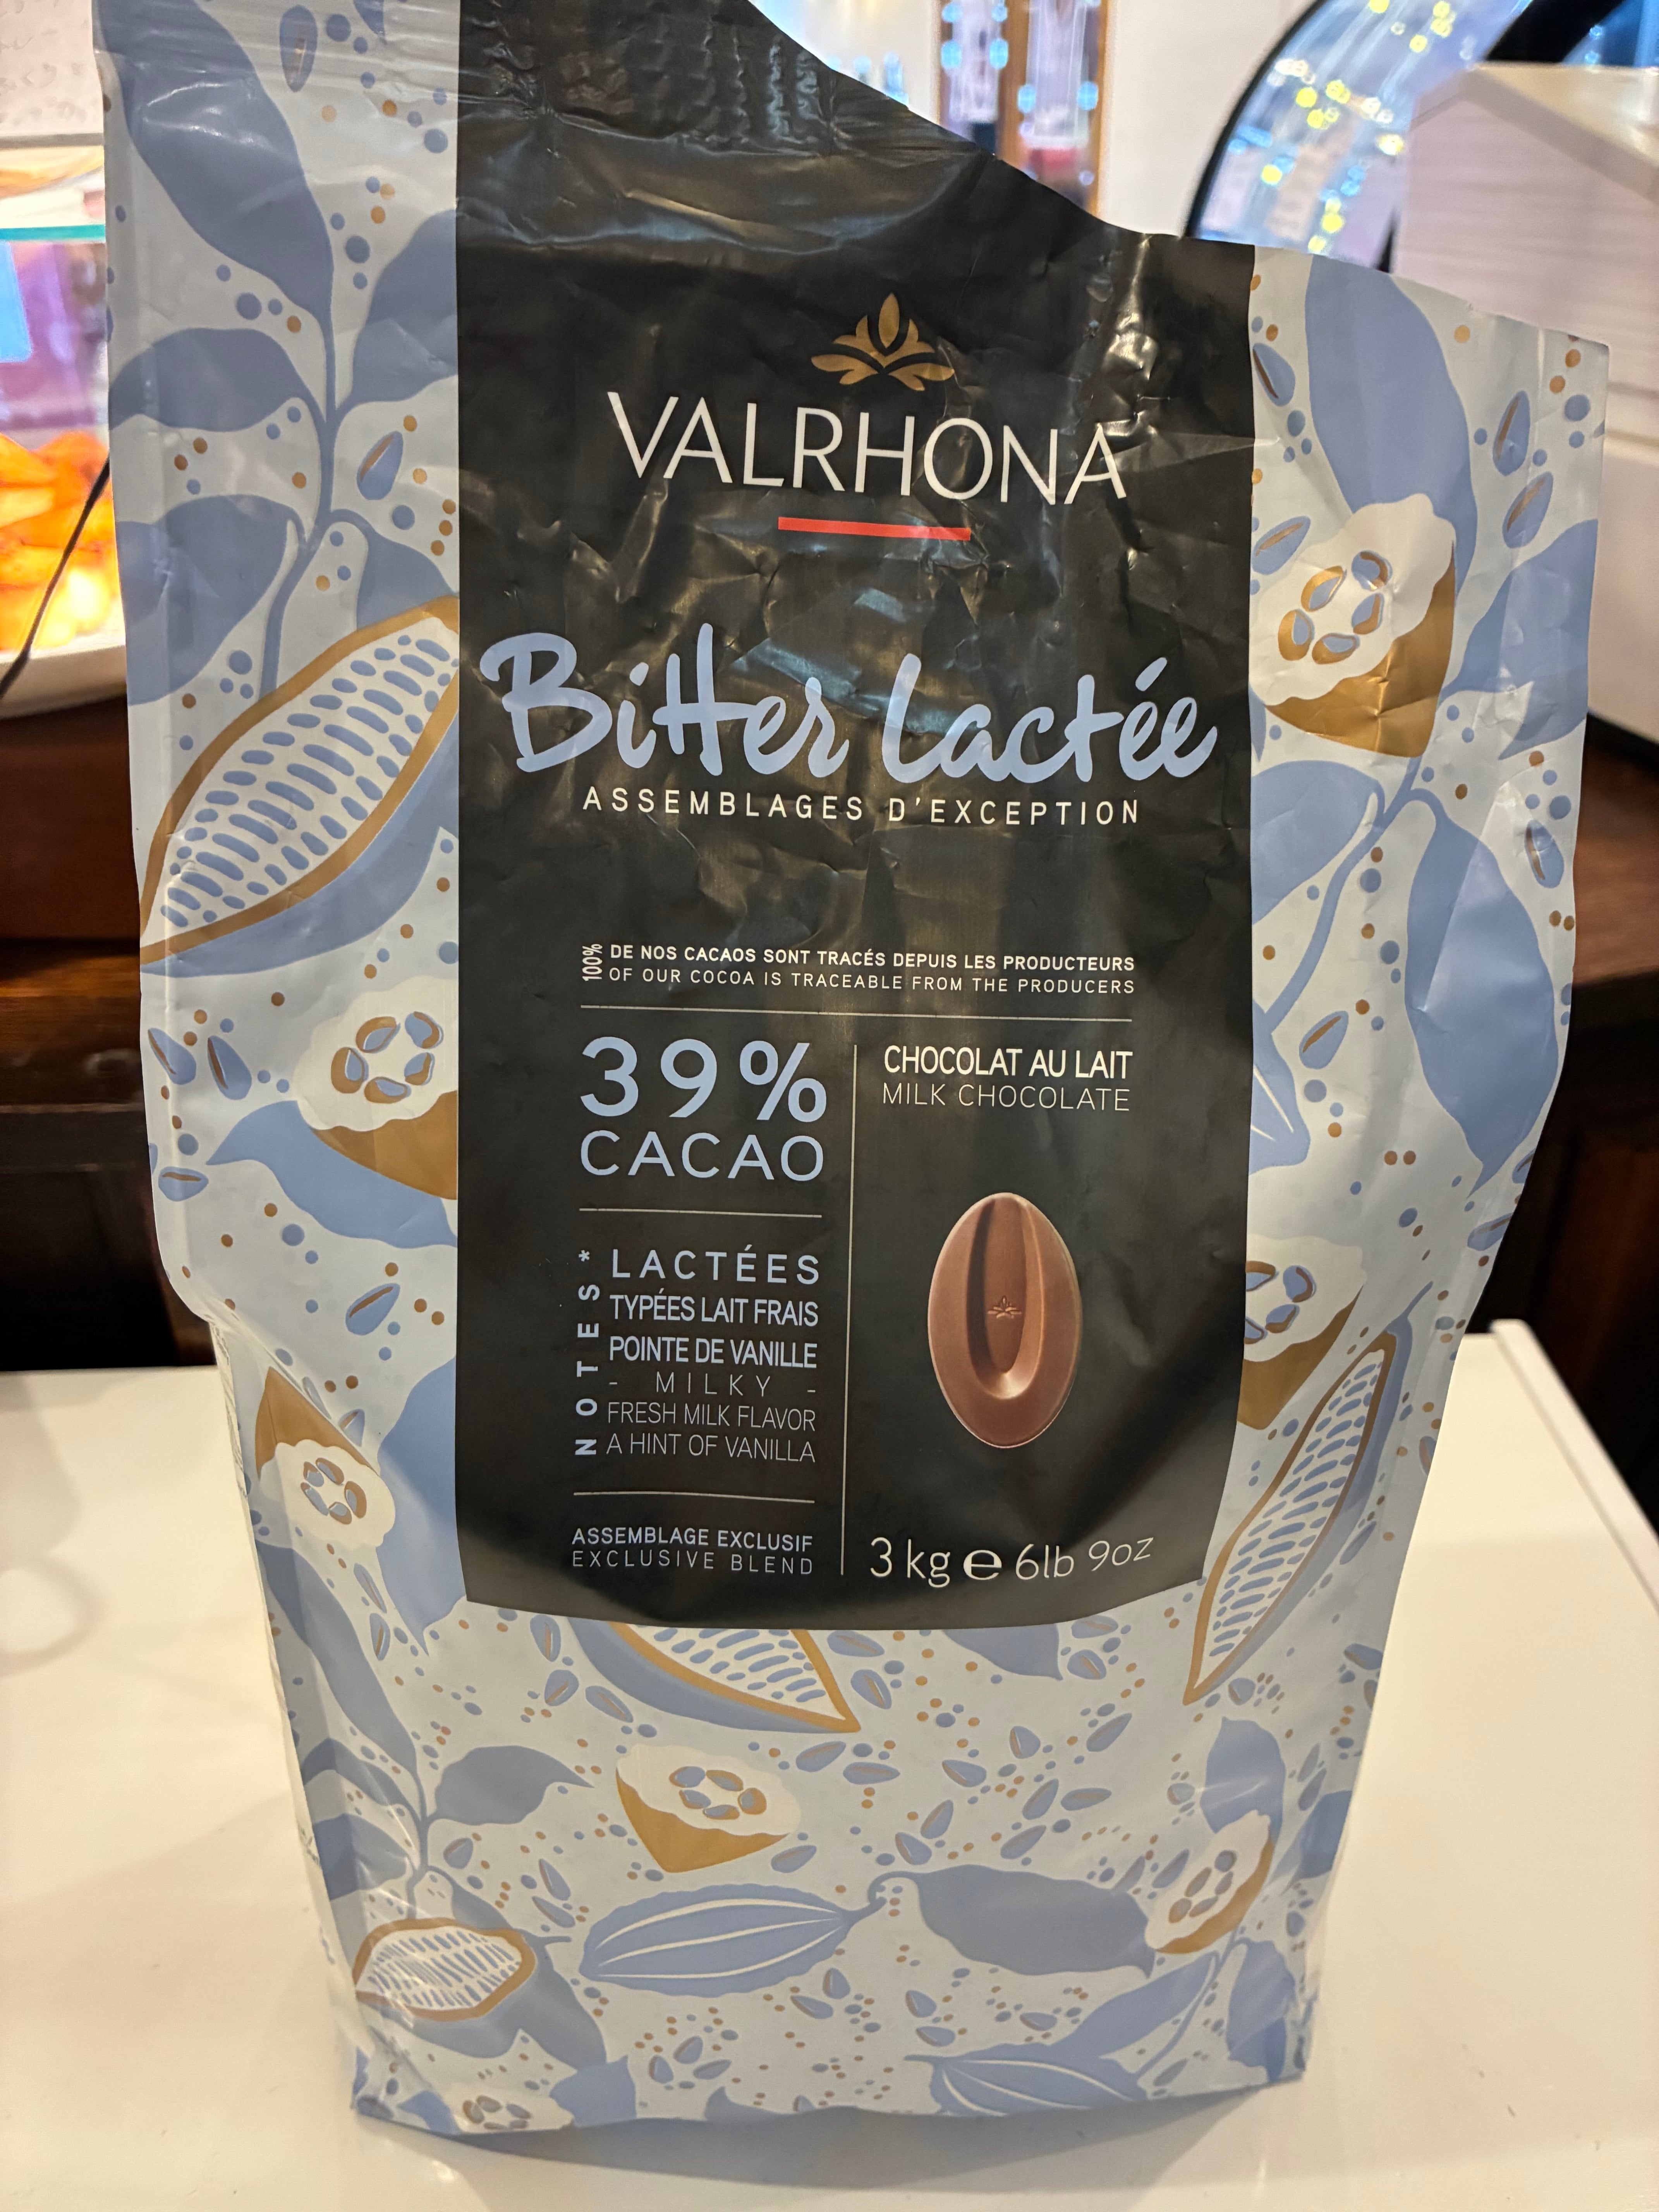 VALRHONA
Bitter Lactée
ASSEMBLAGES D'EXCEPTION
100% DE NOS CACAOS SONT TRACÉS DEPUIS LES PRODUCTEURS
OF OUR COCOA IS TRACEABLE FROM THE PRODUCERS
39%
CACAO
CHOCOLAT AU LAIT
MILK CHOCOLATE
NOTES*
LACTÉES
TYPÉES LAIT FRAIS
POINTE DE VANILLE
- MILKY -
FRESH MILK FLAVOR
A HINT OF VANILLA
ASSEMBLAGE EXCLUSIF
EXCLUSIVE BLEND
3 kg e 6lb 9oz